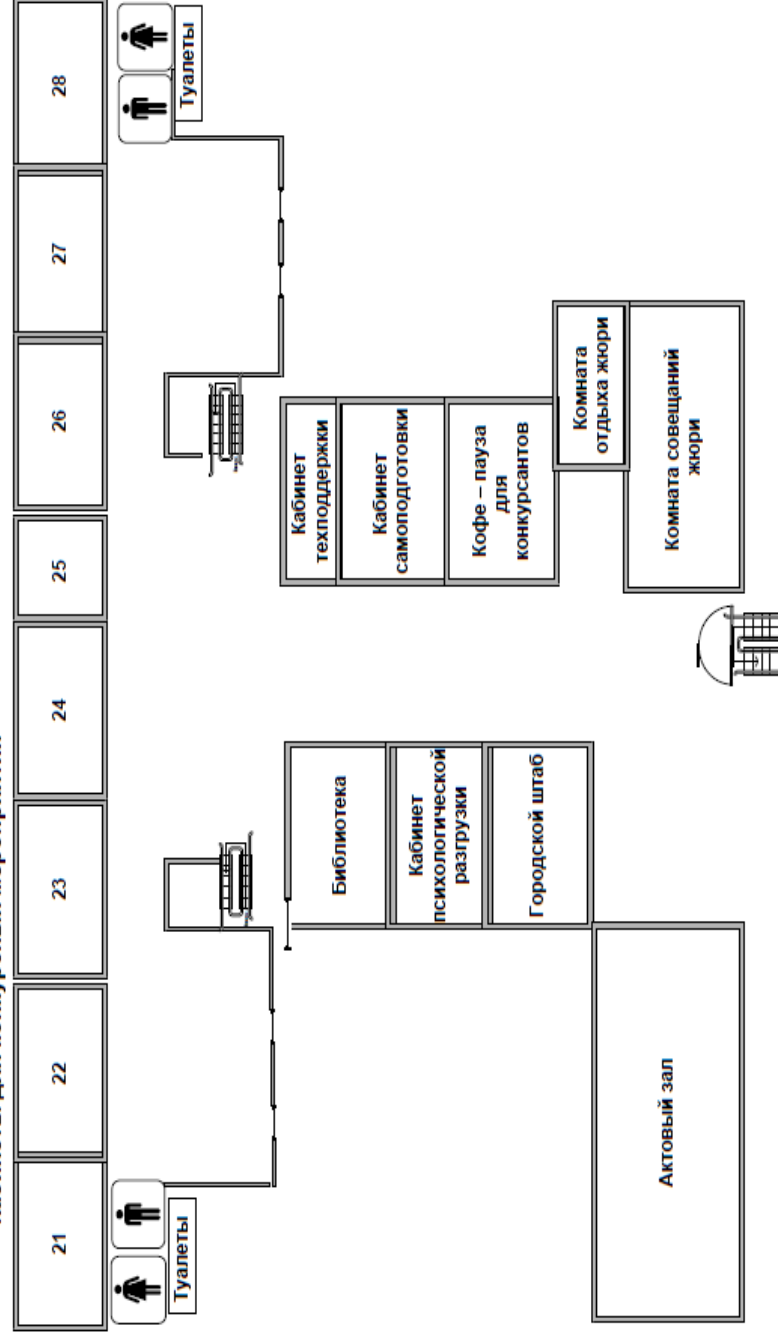 21
22
23
24
25
26
27
28
Туалеты
Туалеты
Библиотека
Кабинет
психологической
разгрузки
Городской штаб
Кабинет
техподдержки
Кабинет
самоподготовки
Кофе – пауза
для
конкурсантов
Комната
отдыха жюри
Актовый зал
Комната совещаний
жюри